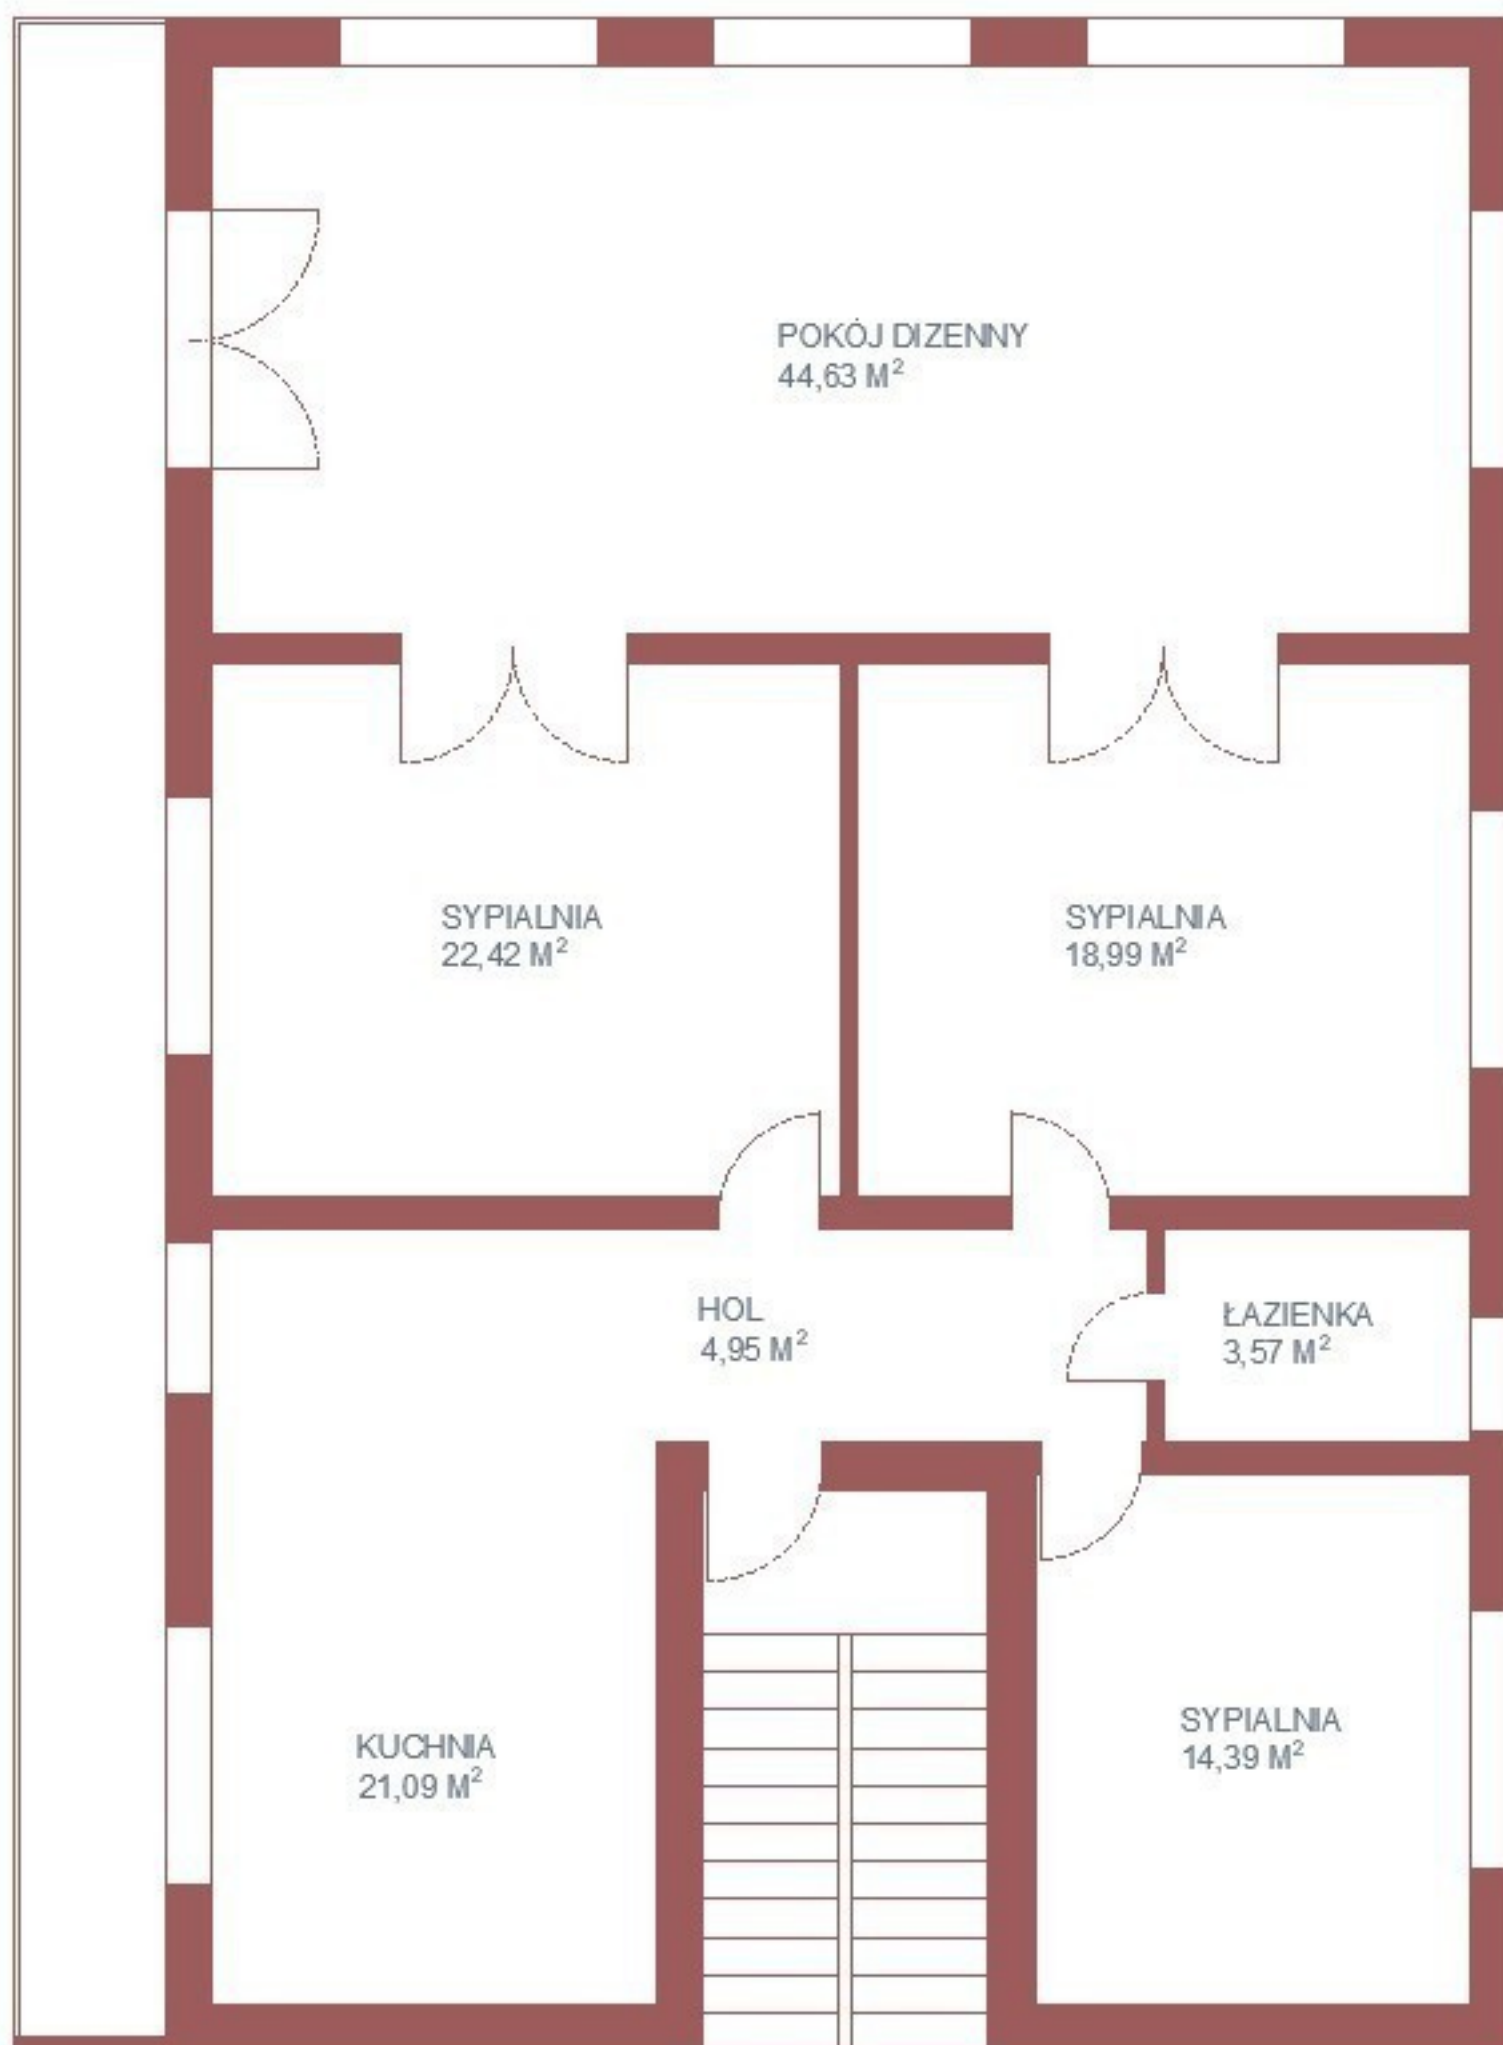 POKÓJ DIZENNY
44,63 M²
SYPIALNIA
22,42 M²
SYPIALNIA
18,99 M²
HOL
4,95 M²
ŁAZIENKA
3,57 M²
KUCHNIA
21,09 M²
SYPIALNIA
14,39 M²